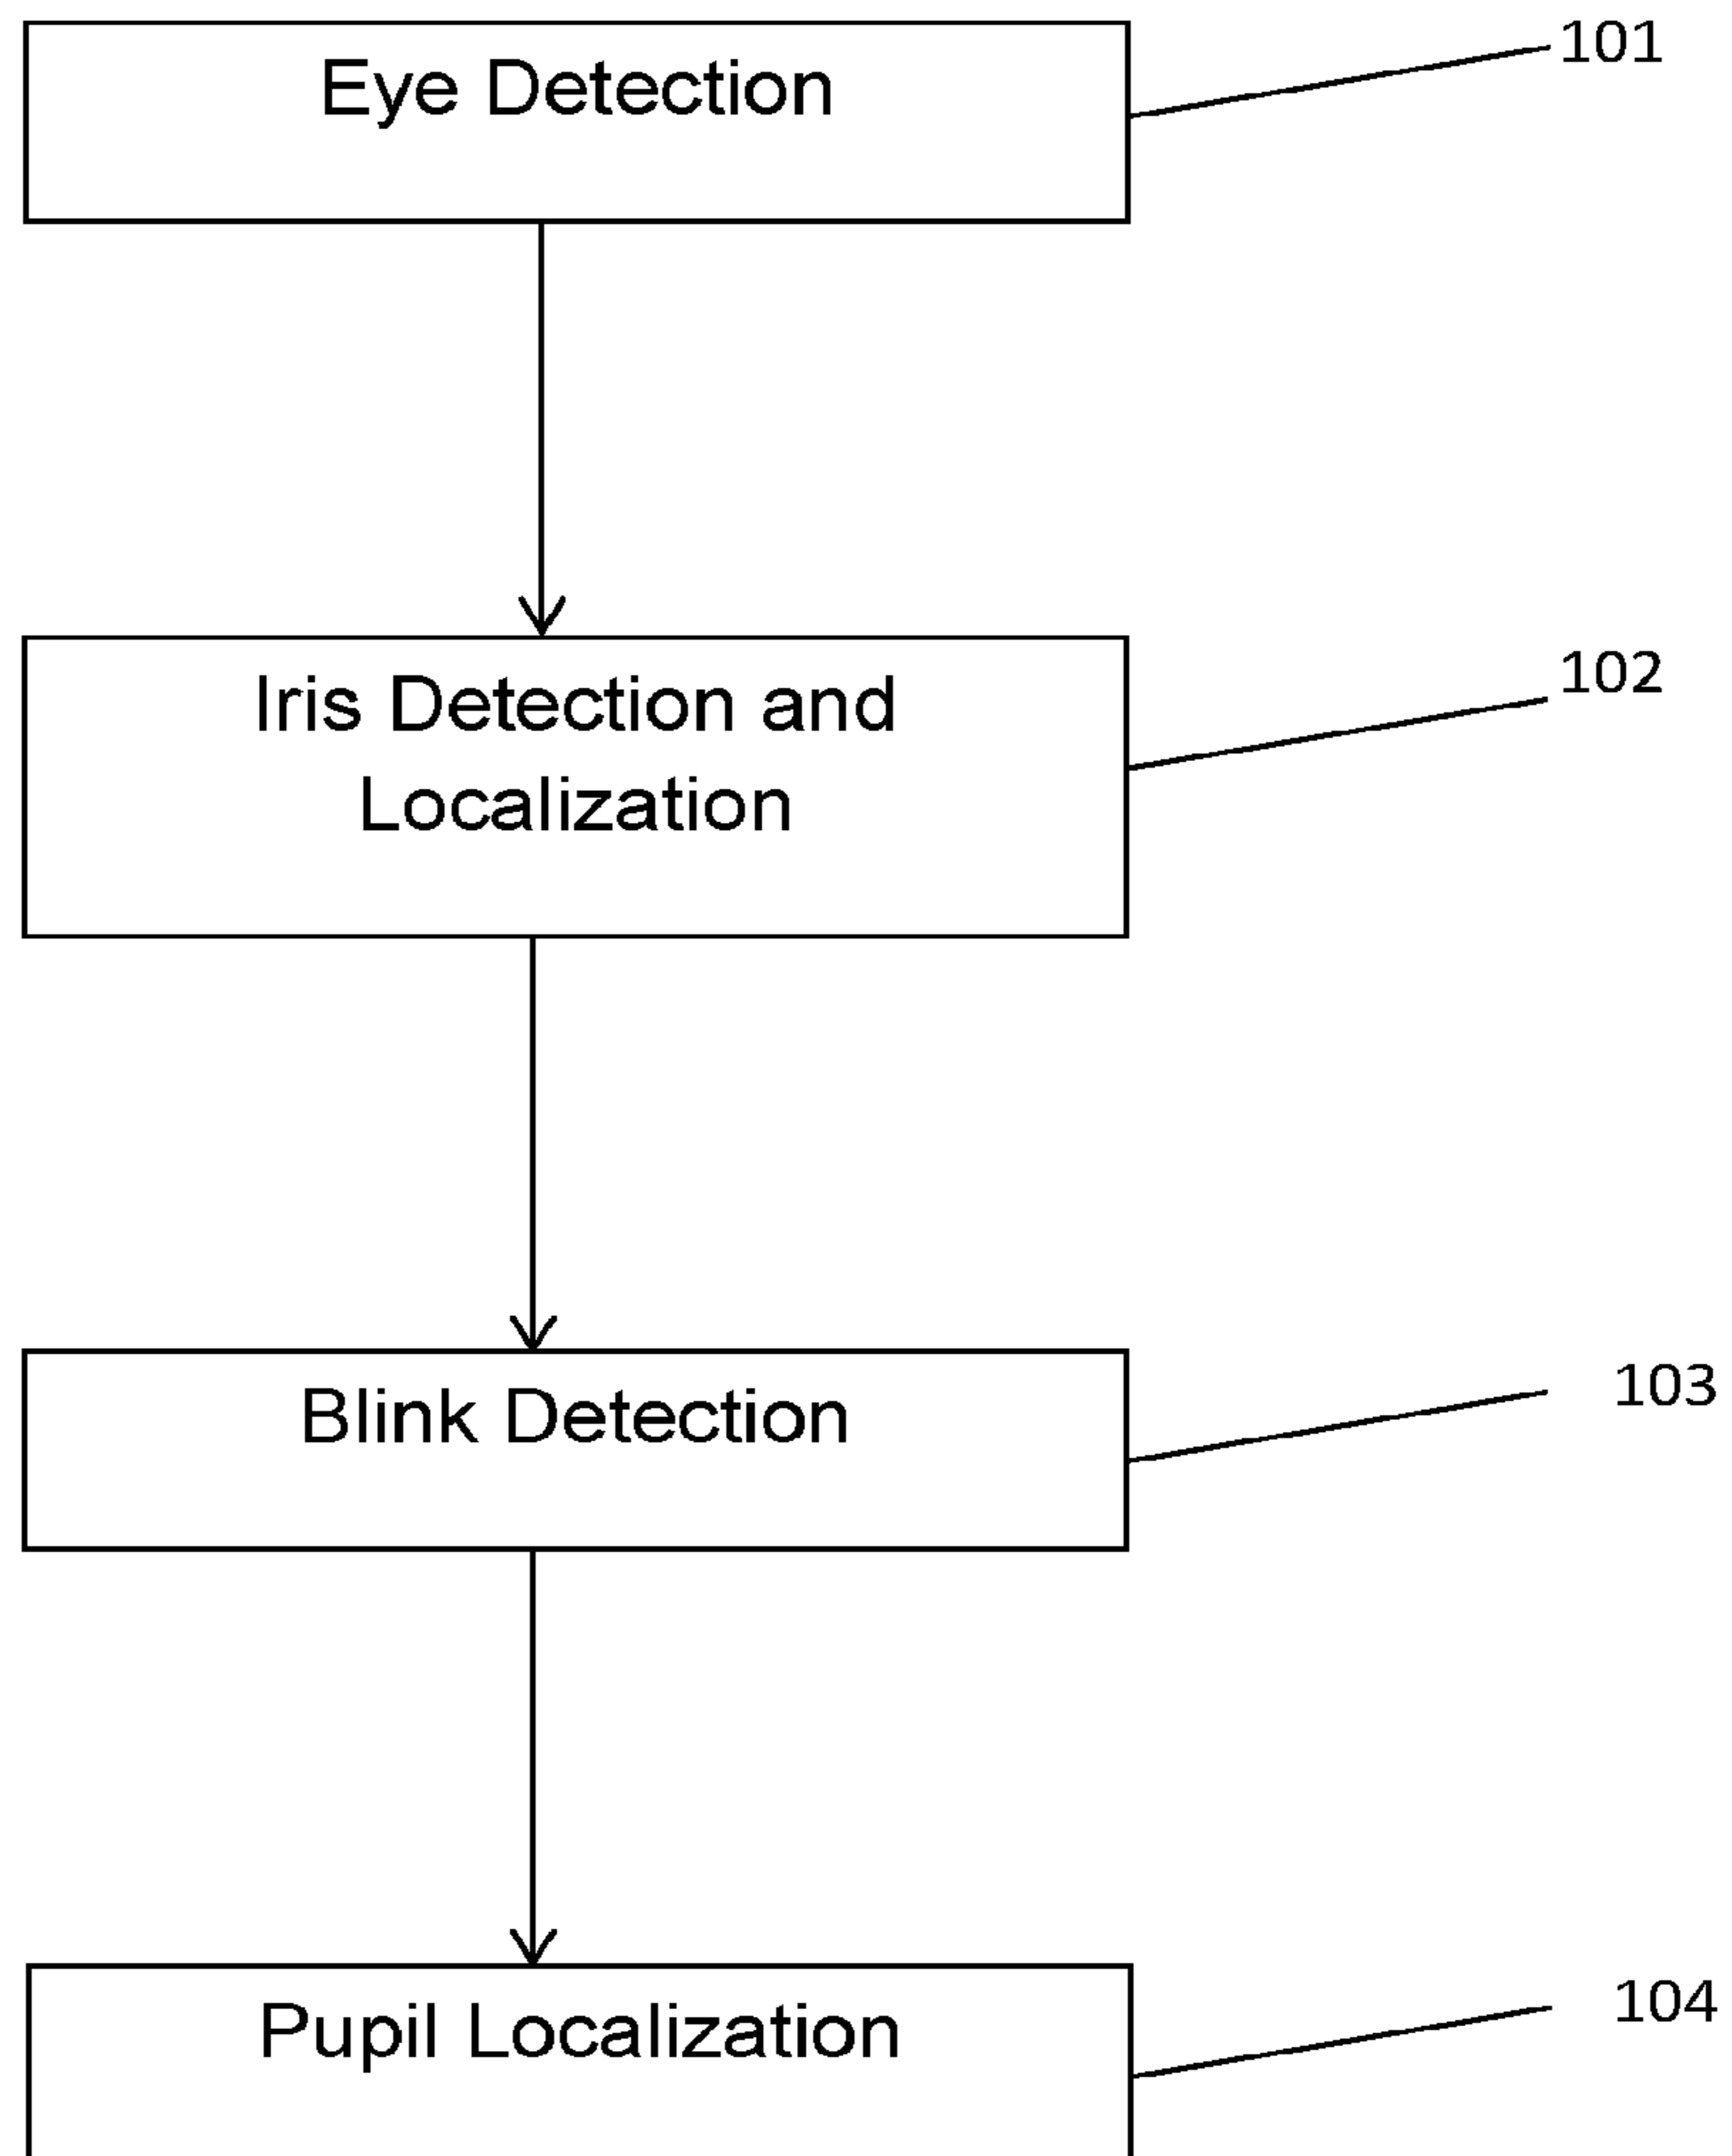 Eye Detection
101
Iris Detection and
Localization
102
Blink Detection
103
Pupil Localization
104